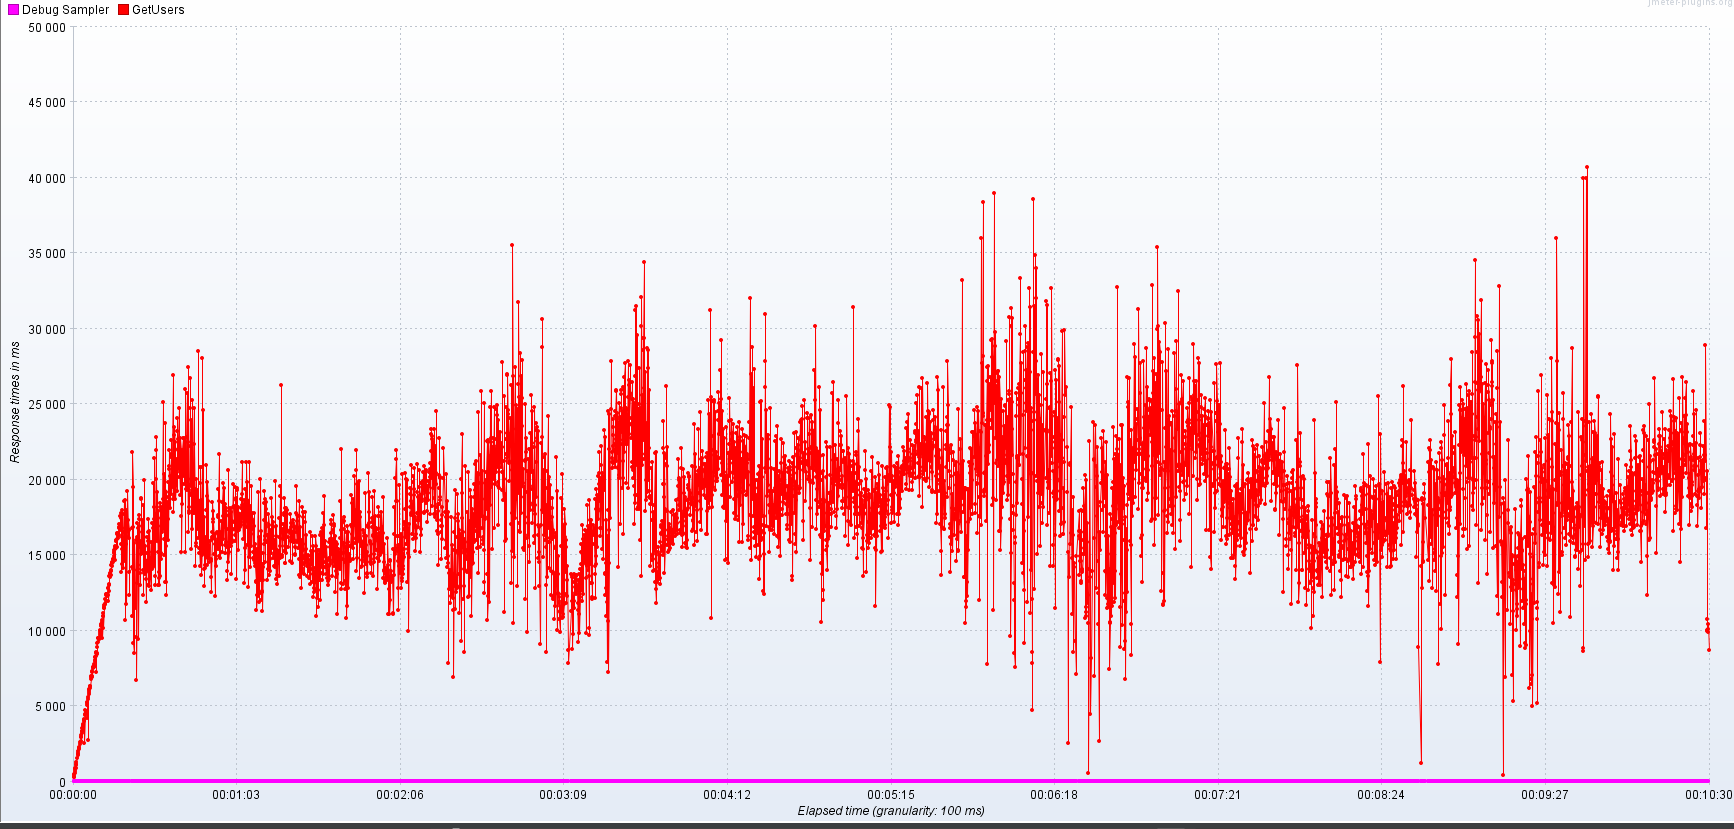 jmeter-plugins.org
Debug Sampler GetUsers
50 000
45 000
40 000
35 000
30 000
25 000
20 000
15 000
10 000
5 000
0
Response times in ms
00:00:00 00:01:03 00:02:06 00:03:09 00:04:12 00:05:15 00:06:18 00:07:21 00:08:24 00:09:27 00:10:30
Elapsed time (granularity: 100 ms)